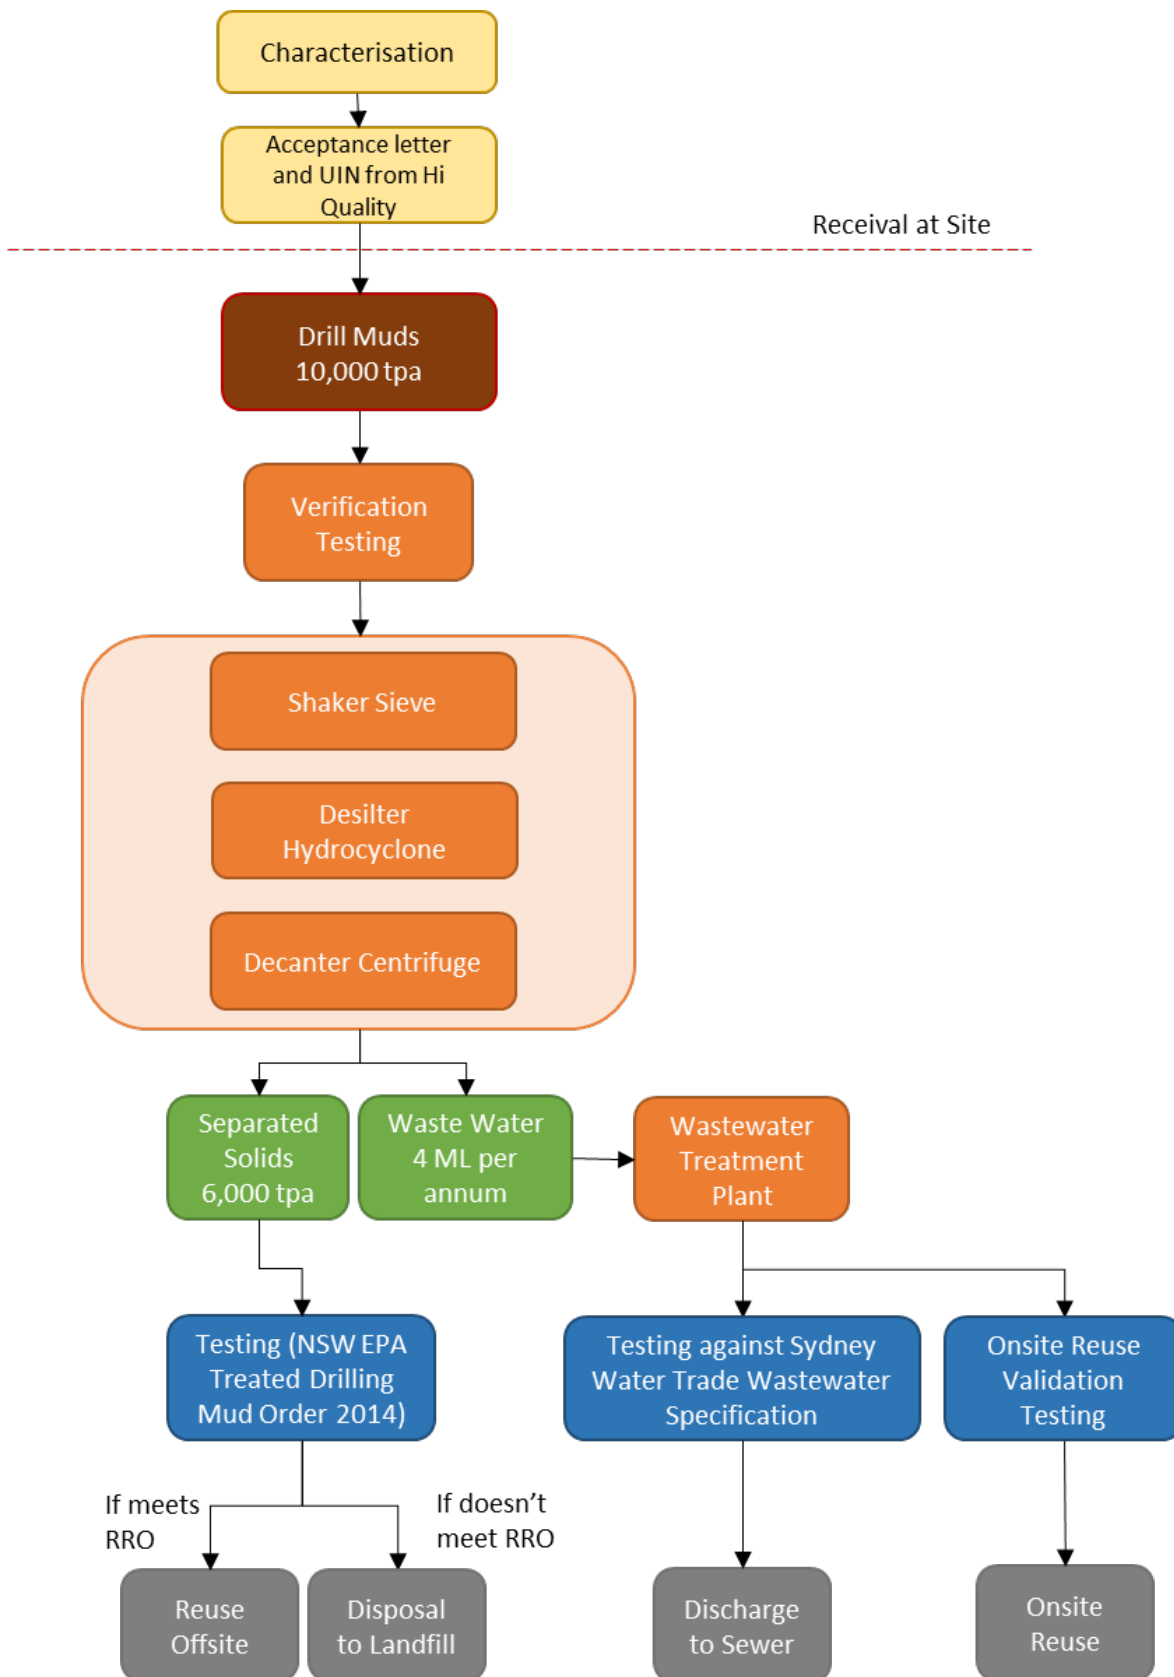 Characterisation
Acceptance letter
and UIN from Hi
Quality
Receival at Site
Drill Muds
10,000 tpa
Verification
Testing
Shaker Sieve
Desilter
Hydrocyclone
Decanter Centrifuge
Separated
Solids
6,000 tpa
Waste Water
4 ML per
annum
Wastewater
Treatment
Plant
Testing (NSW EPA
Treated Drilling
Mud Order 2014)
Testing against Sydney
Water Trade Wastewater
Specification
Onsite Reuse
Validation
Testing
If meets
RRO
If doesn’t
meet RRO
Reuse
Offsite
Disposal
to Landfill
Discharge
to Sewer
Onsite
Reuse